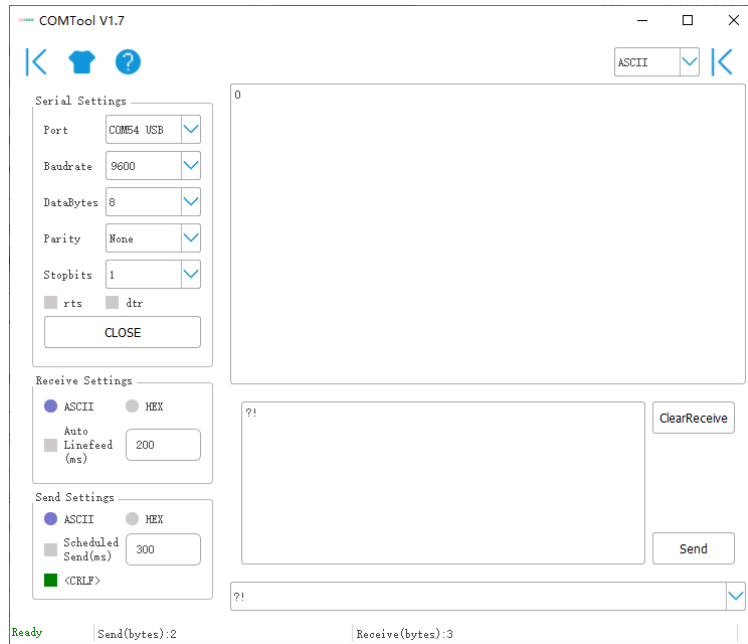 COMTool V1.7
ASCII
Serial Settings
Port COM54 USB
Baudrate 9600
DataBytes 8
Parity None
Stopbits 1
rts dtr
CLOSE
0
Receive Settings
ASCII HEX
Auto
Linefeed
(ms)
200
?!
ClearReceive
Send Settings
ASCII HEX
Scheduled
Send(ms)
300
<CRLF>
Send
?!
Ready Send(bytes):2 Receive(bytes):3